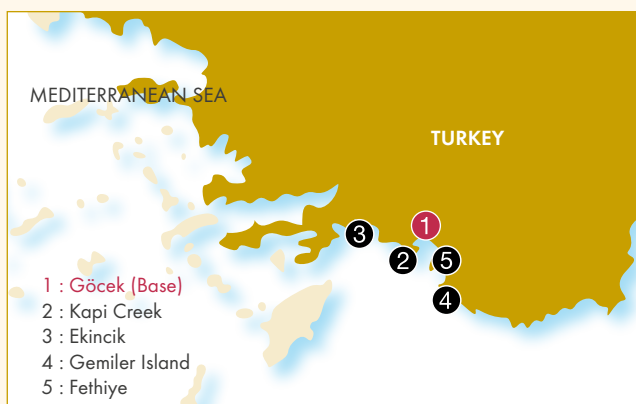 MEDITERRANEAN SEA
TURKEY
3
1
2
5
4
1 : Göcek (Base)
2 : Kapi Creek
3 : Ekincik
4 : Gemiler Island
5 : Fethiye